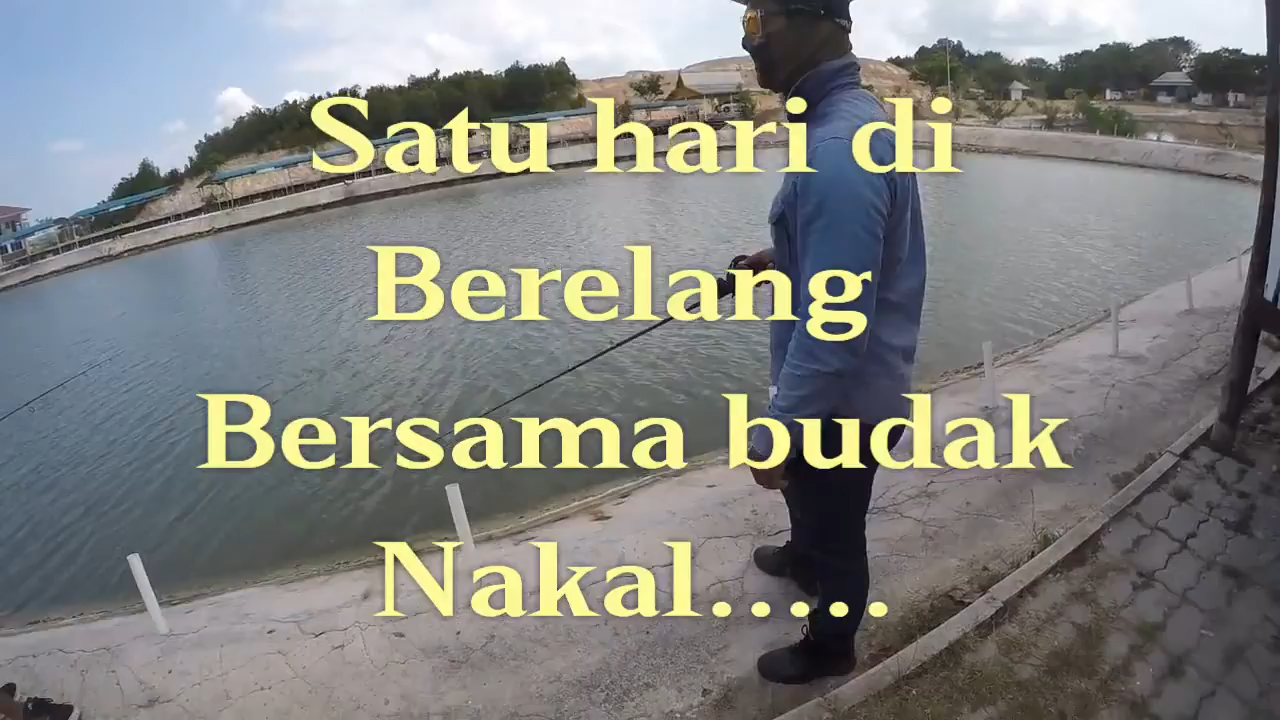 Satu hari di
Berelang
Bersama budak
Nakal.....